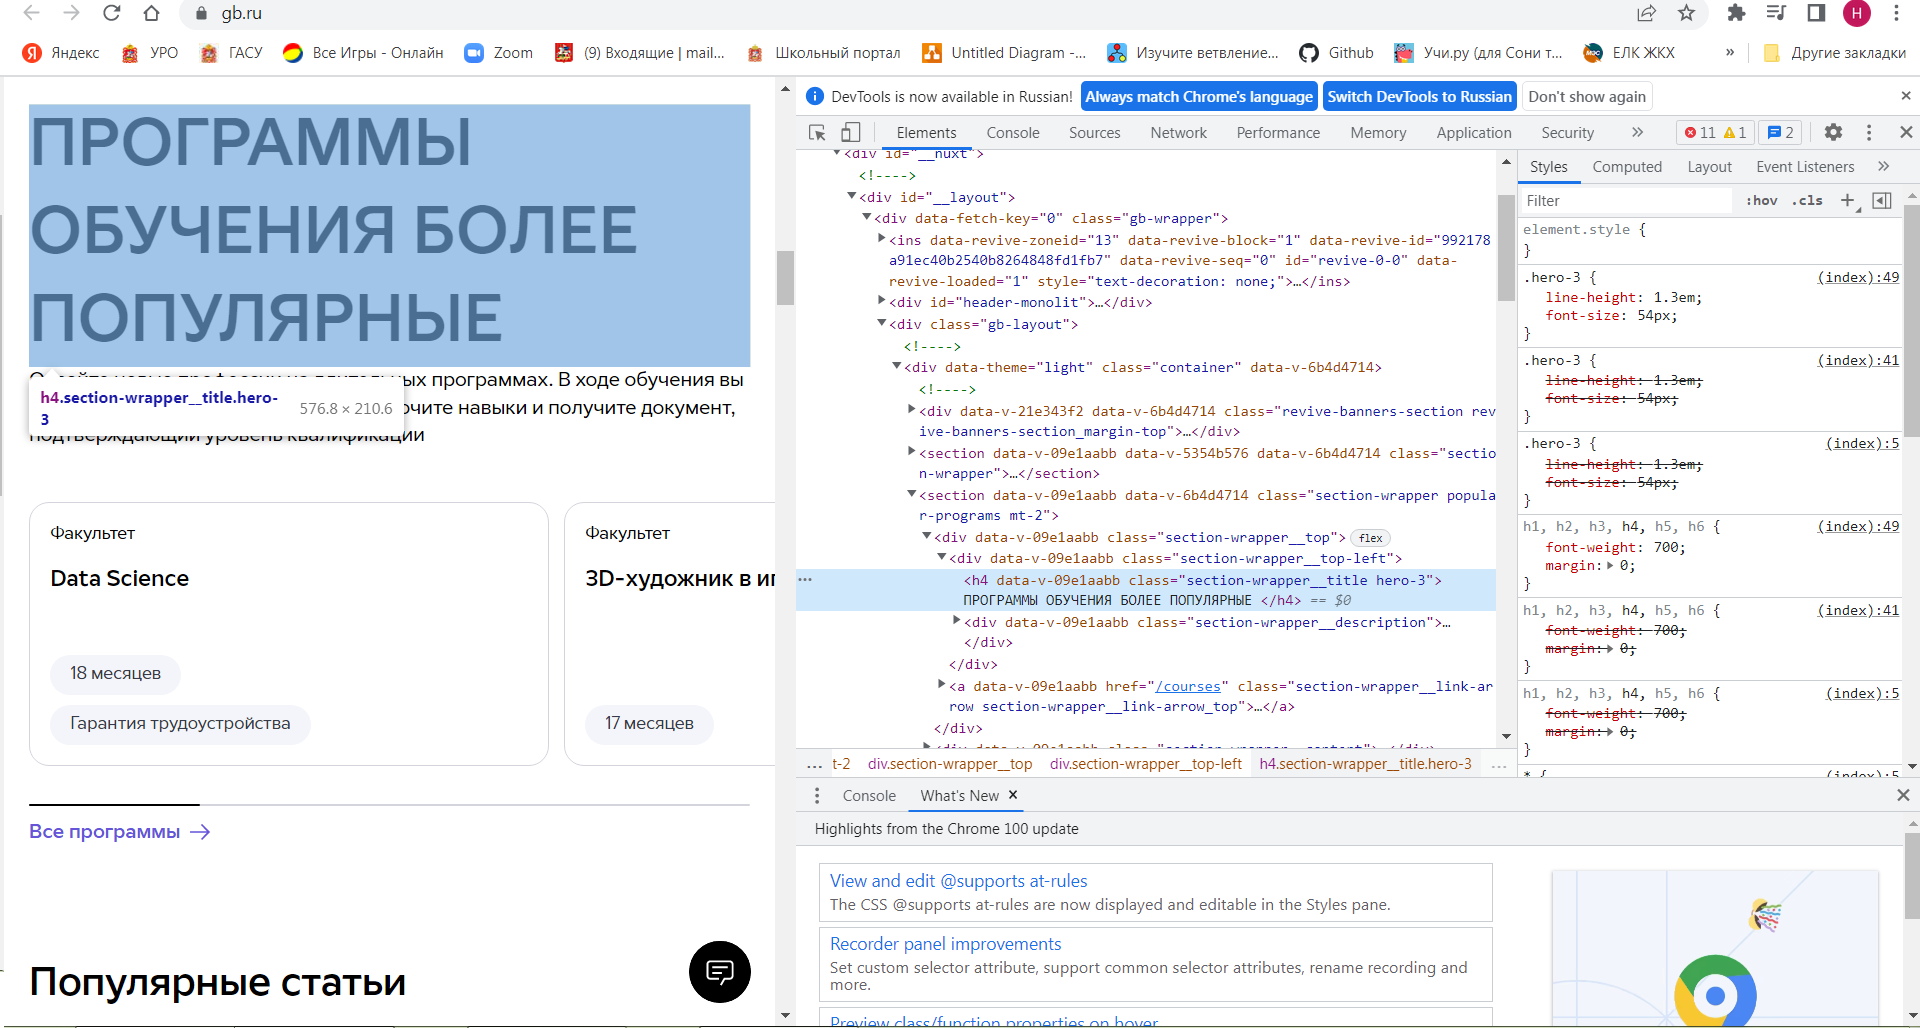 gb.ru
H
Яндекс
УРО
ГАСУ
Все Игры - Онлайн
Zoom
(9) Входящие | mail...
Школьный портал
Untitled Diagram -...
Изучите ветвление...
Github
Учи.ру (для Сони т...
ЕЛК ЖКХ
»
Другие закладки
ПРОГРАММЫ
ОБУЧЕНИЯ БОЛЕЕ
ПОПУЛЯРНЫЕ
ых программах. В ходе обучения вы
h4.section-wrapper__title.hero-
3
576.8 × 210.6
очите навыки и получите документ,
подтверждающий уровень квалификации
Факультет
Data Science
18 месяцев
Гарантия трудоустройства
Факультет
3D-художник в иг
17 месяцев
Все программы →
Популярные статьи
DevTools is now available in Russian!
Always match Chrome's language
Switch DevTools to Russian
Don't show again
Elements
Console
Sources
Network
Performance
Memory
Application
Security
»
11
1
2
<div id="__nuxt">
<!---->
<div id="__layout">
<div data-fetch-key="0" class="gb-wrapper">
<ins data-revive-zoneid="13" data-revive-block="1" data-revive-id="992178
a91ec40b2540b8264848fd1fb7" data-revive-seq="0" id="revive-0-0" data-
revive-loaded="1" style="text-decoration: none;">…</ins>
<div id="header-monolit">…</div>
<div class="gb-layout">
<!---->
<div data-theme="light" class="container" data-v-6b4d4714>
<!---->
<div data-v-21e343f2 data-v-6b4d4714 class="revive-banners-section rev
ive-banners-section_margin-top">…</div>
<section data-v-09e1aabb data-v-5354b576 data-v-6b4d4714 class="sectio
n-wrapper">…</section>
<section data-v-09e1aabb data-v-6b4d4714 class="section-wrapper popula
r-programs mt-2">
<div data-v-09e1aabb class="section-wrapper__top"> flex
<div data-v-09e1aabb class="section-wrapper__top-left">
<h4 data-v-09e1aabb class="section-wrapper__title hero-3">
ПРОГРАММЫ ОБУЧЕНИЯ БОЛЕЕ ПОПУЛЯРНЫЕ </h4> == $0
<div data-v-09e1aabb class="section-wrapper__description">…
</div>
</div>
<a data-v-09e1aabb href="/courses" class="section-wrapper__link-ar
row section-wrapper__link-arrow_top">…</a>
</div>
... t-2
div.section-wrapper__top
div.section-wrapper__top-left
h4.section-wrapper__title.hero-3
...
Styles
Computed
Layout
Event Listeners
»
Filter
:hov
.cls
element.style {
}
.hero-3 { (index):49
line-height: 1.3em;
font-size: 54px;
}
.hero-3 { (index):41
line-height: 1.3em;
font-size: 54px;
}
.hero-3 { (index):5
line-height: 1.3em;
font-size: 54px;
}
h1, h2, h3, h4, h5, h6 { (index):49
font-weight: 700;
margin: 0;
}
h1, h2, h3, h4, h5, h6 { (index):41
font-weight: 700;
margin: 0;
}
h1, h2, h3, h4, h5, h6 { (index):5
font-weight: 700;
margin: 0;
}
* { (index):5
Console
What's New
Highlights from the Chrome 100 update
View and edit @supports at-rules
The CSS @supports at-rules are now displayed and editable in the Styles pane.
Recorder panel improvements
Set custom selector attribute, support common selector attributes, rename recording and
more.
Preview class/function properties on hover